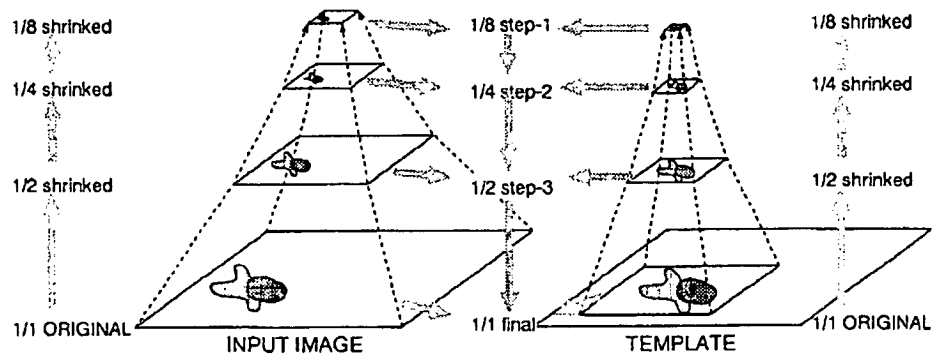 1/8 shrinked 1/8 step-1 1/8 shrinked
1/4 shrinked 1/4 step-2 1/4 shrinked
1/2 shrinked 1/2 step-3 1/2 shrinked
1/1 ORIGINAL 1/1 final 1/1 ORIGINAL
INPUT IMAGE TEMPLATE